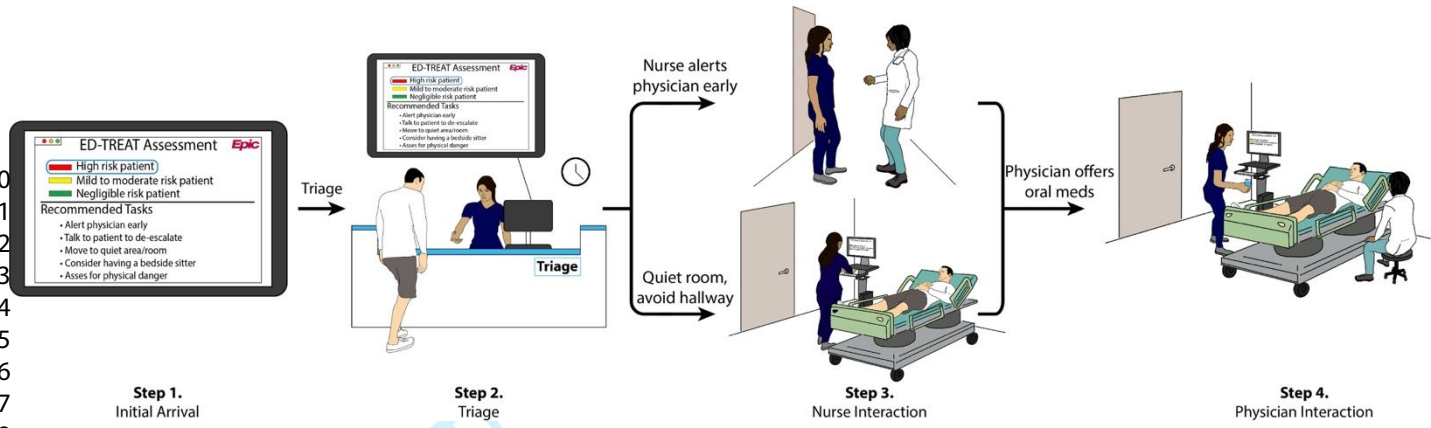 ED-TREAT Assessment Epic
High risk patient
Mild to moderate risk patient
Negligible risk patient
Recommended Tasks
• Alert physician early
• Talk to patient to de-escalate
• Move to quiet area/room
• Consider having a bedside sitter
• Asses for physical danger
Step 1.
Initial Arrival
Triage
ED-TREAT Assessment Epic
High risk patient
Mild to moderate risk patient
Negligible risk patient
Recommended Tasks
• Alert physician early
• Talk to patient to de-escalate
• Move to quiet area/room
• Consider having a bedside sitter
• Asses for physical danger
Triage
Step 2.
Triage
Nurse alerts
physician early
Quiet room,
avoid hallway
Step 3.
Nurse Interaction
Physician offers
oral meds
Step 4.
Physician Interaction
0
1
2
3
4
5
6
7